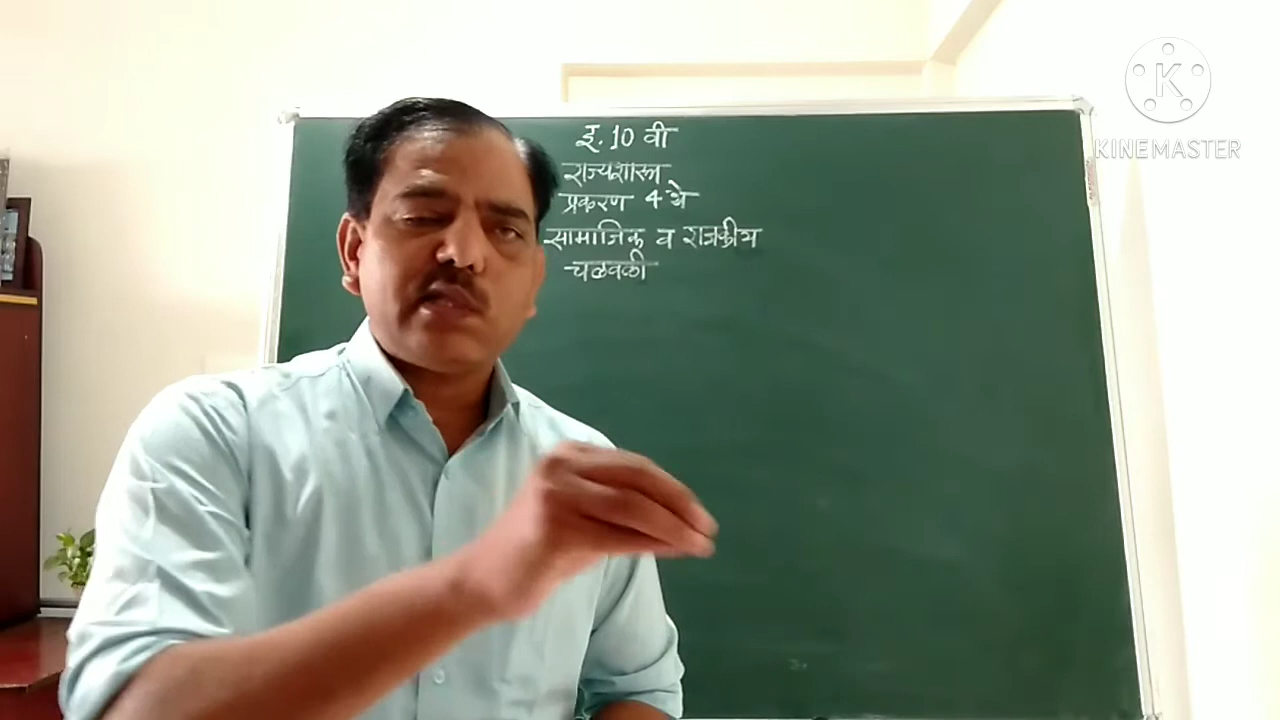 इ. 10 वी
राज्यशास्त्र
प्रकरण 4 थे
सामाजिक व राजकीय
चळवळी
K
KINEMASTER